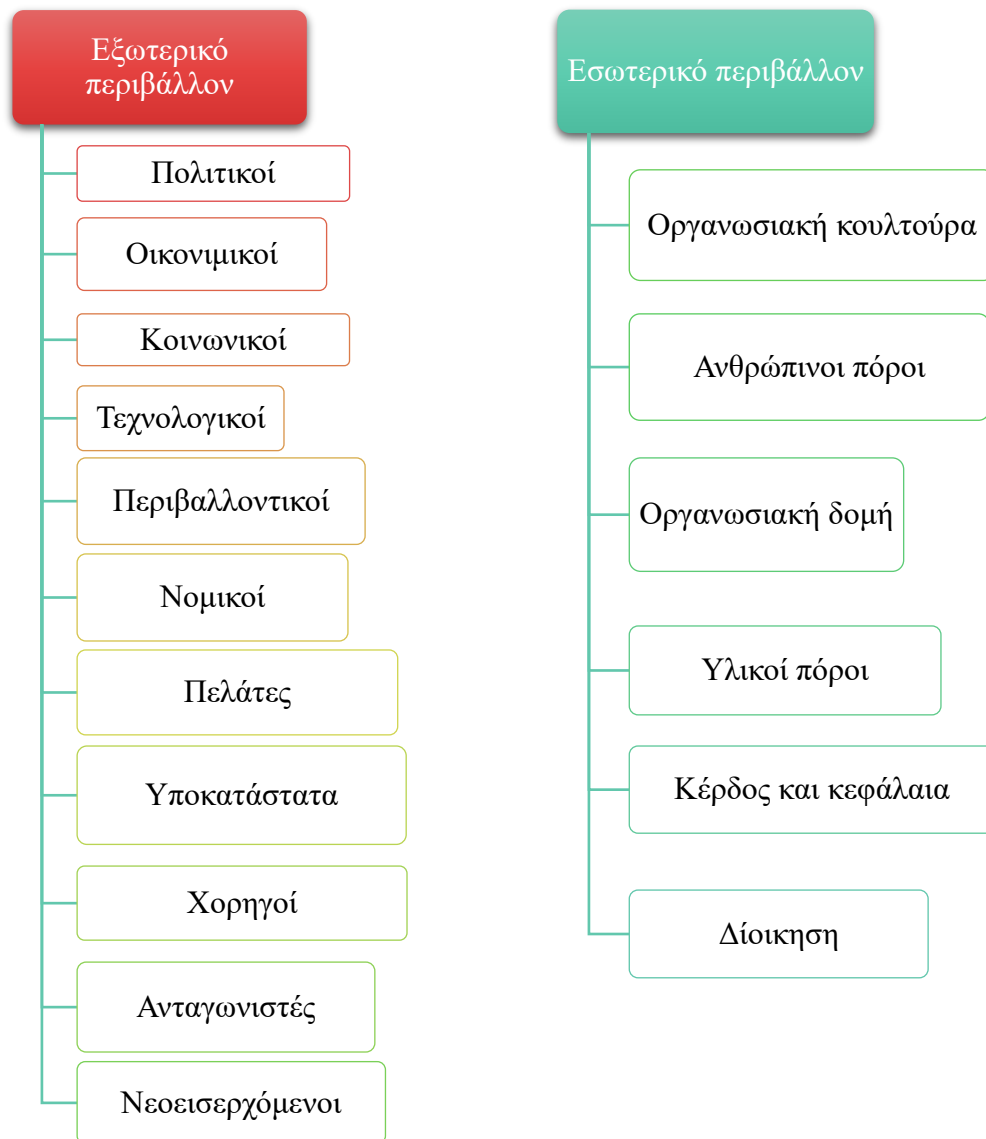 Εξωτερικό
περιβάλλον
Πολιτικοί
Οικονιμικοί
Κοινωνικοί
Τεχνολογικοί
Περιβαλλοντικοί
Νομικοί
Πελάτες
Υποκατάστατα
Χορηγοί
Ανταγωνιστές
Νεοεισερχόμενοι
Εσωτερικό περιβάλλον
Οργανωσιακή κουλτούρα
Ανθρώπινοι πόροι
Οργανωσιακή δομή
Υλικοί πόροι
Κέρδος και κεφάλαια
Δίοικηση